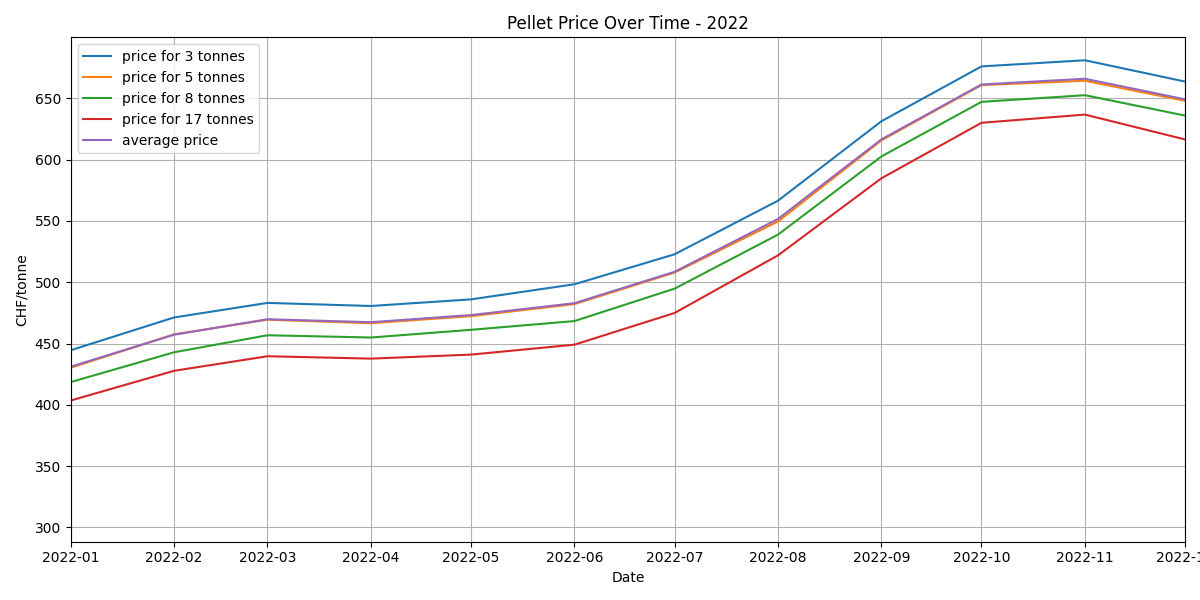 Pellet Price Over Time - 2022
price for 3 tonnes
price for 5 tonnes
price for 8 tonnes
price for 17 tonnes
average price
CHF/tonne
650
600
550
500
450
400
350
300
2022-01 2022-02 2022-03 2022-04 2022-05 2022-06 2022-07 2022-08 2022-09 2022-10 2022-11 2022-1
Date